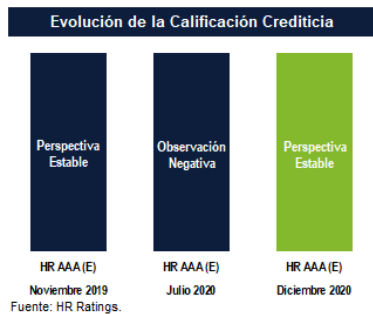 Evolución de la Calificación Crediticia
Perspectiva
Estable
Observación
Negativa
Perspectiva
Estable
HR AAA (E)
HR AAA (E)
HR AAA (E)
Noviembre 2019
Julio 2020
Diciembre 2020
Fuente: HR Ratings.